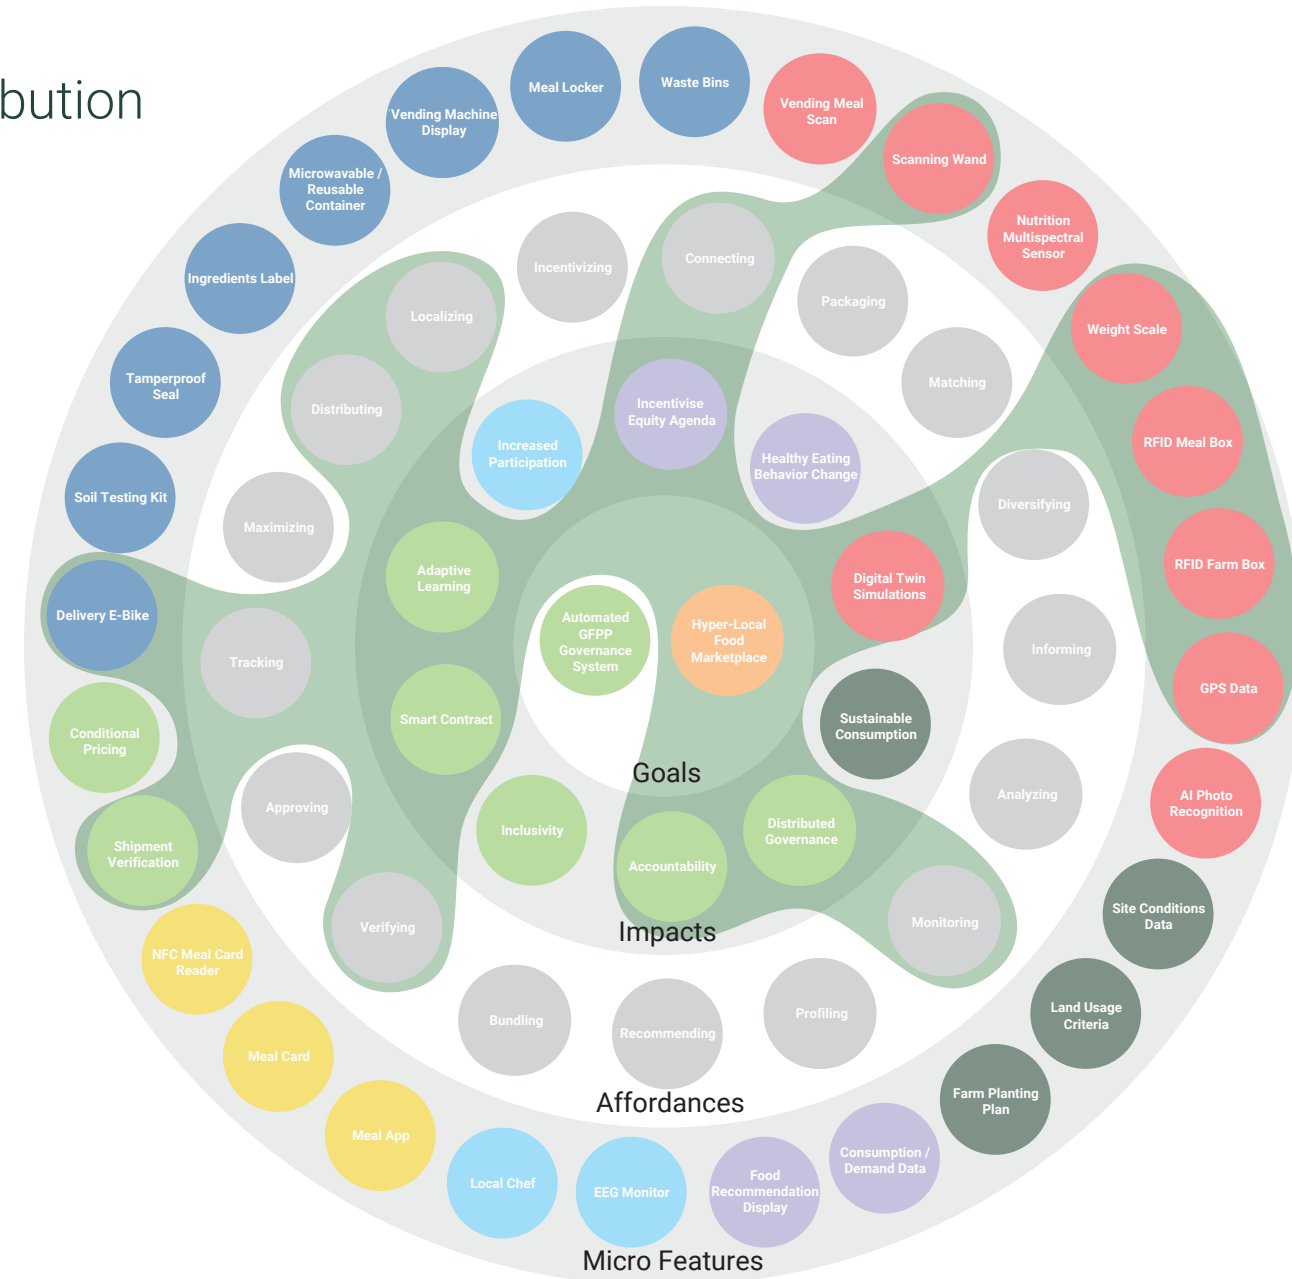 bution
Waste Bins
Meal Locker
Vending Meal
Scan
Vending Machine
Display
Scanning Wand
Microwavable /
Reusable
Container
Nutrition
Multispectral
Sensor
Ingredients Label
Connecting
Incentivizing
Packaging
Localizing
Weight Scale
Tamperproof
Seal
Distributing
Matching
Incentivise
Equity Agenda
RFID Meal Box
Increased
Participation
Healthy Eating
Behavior Change
Soil Testing Kit
Diversifying
Maximizing
RFID Farm Box
Adaptive
Learning
Digital Twin
Simulations
Delivery E-Bike
Automated
GFPP
Governance
System
Hyper-Local
Food
Marketplace
Informing
Tracking
GPS Data
Smart Contract
Sustainable
Consumption
Conditional
Pricing
Goals
Analyzing
AI Photo
Recognition
Approving
Inclusivity
Distributed
Governance
Shipment
Verification
Accountability
Site Conditions
Data
Monitoring
Verifying
Impacts
NFC Meal Card
Reader
Land Usage
Criteria
Profiling
Bundling
Recommending
Meal Card
Affordances
Farm Planting
Plan
Meal App
Consumption /
Demand Data
Local Chef
EEG Monitor
Food
Recommendation
Display
Micro Features